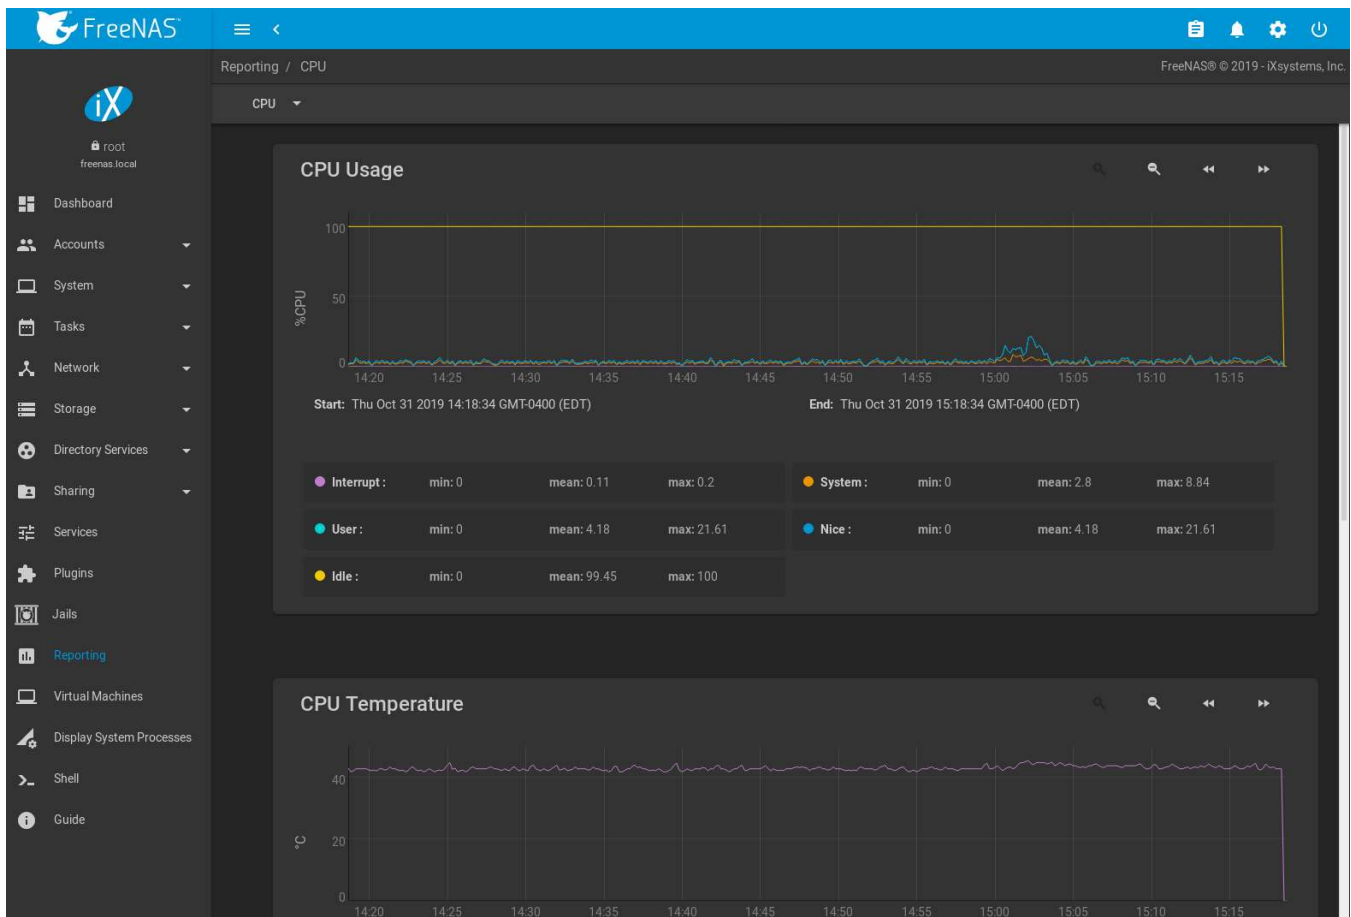 FreeNAS
Reporting / CPU
FreeNAS® © 2019 - iXsystems, Inc.
CPU
iX
root
freenas.local
Dashboard
Accounts
System
Tasks
Network
Storage
Directory Services
Sharing
Services
Plugins
Jails
Reporting
Virtual Machines
Display System Processes
Shell
Guide
CPU Usage
100
50
0
%CPU
14:20 14:25 14:30 14:35 14:40 14:45 14:50 14:55 15:00 15:05 15:10 15:15
Start: Thu Oct 31 2019 14:18:34 GMT-0400 (EDT) End: Thu Oct 31 2019 15:18:34 GMT-0400 (EDT)
Interrupt : min: 0 mean: 0.11 max: 0.2
System : min: 0 mean: 2.8 max: 8.84
User : min: 0 mean: 4.18 max: 21.61
Nice : min: 0 mean: 4.18 max: 21.61
Idle : min: 0 mean: 99.45 max: 100
CPU Temperature
40
20
0
°C
14:20 14:25 14:30 14:35 14:40 14:45 14:50 14:55 15:00 15:05 15:10 15:15